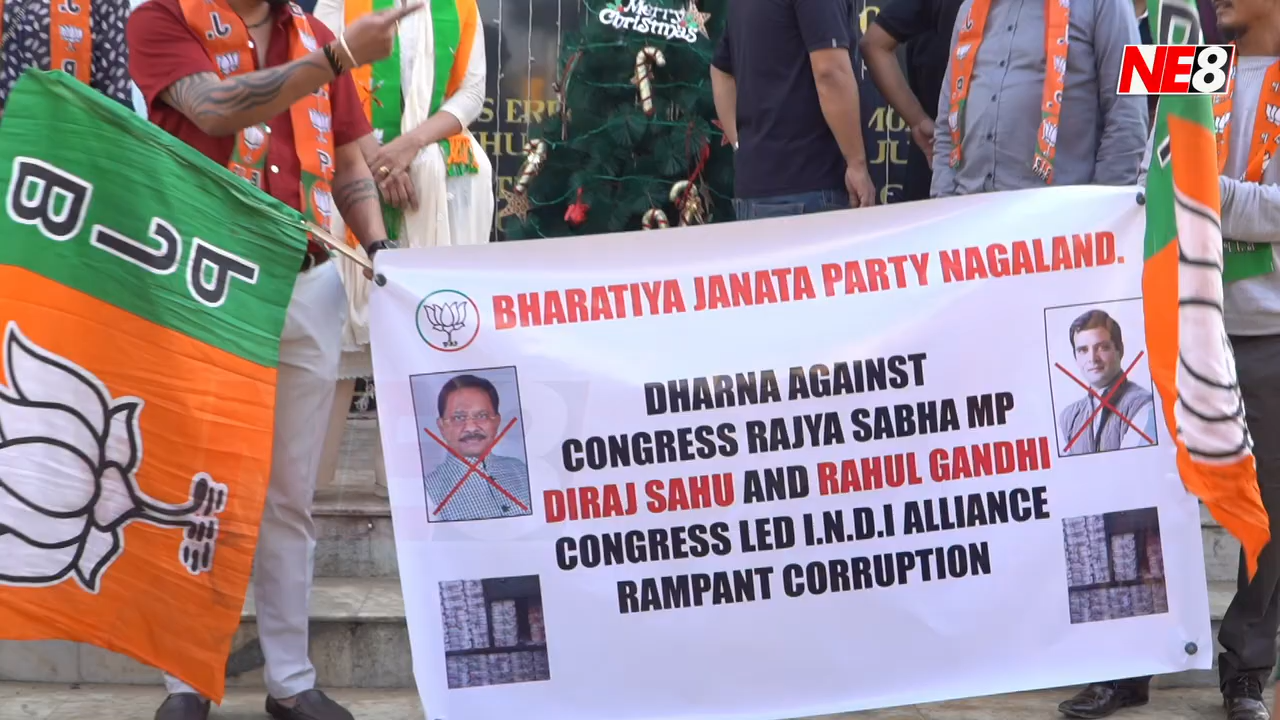 Merry
Christmas
NE8
BJP
BHARATIYA JANATA PARTY NAGALAND.
DHARNA AGAINST
CONGRESS RAJYA SABHA MP
DIRAJ SAHU AND RAHUL GANDHI
CONGRESS LED I.N.D.I ALLIANCE
RAMPANT CORRUPTION